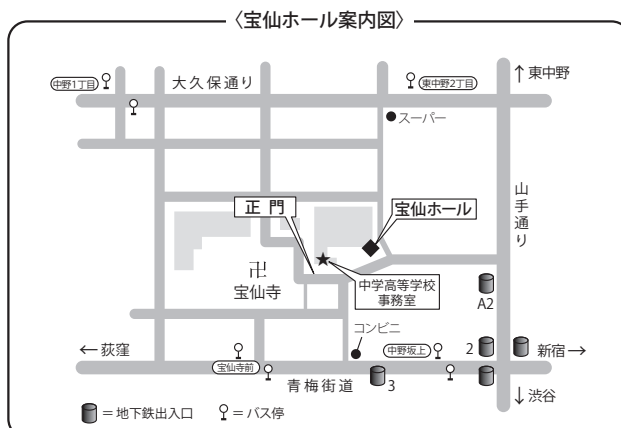 〈宝仙ホール案内図〉
中野1丁目
大久保通り
東中野2丁目
↑東中野
スーパー
山手通り
正門
宝仙ホール
卍
宝仙寺
中学高等学校
事務室
A2
コンビニ
←荻窪
宝仙寺前
中野坂上
2
新宿→
青梅街道
3
↓渋谷
=地下鉄出入口
=バス停